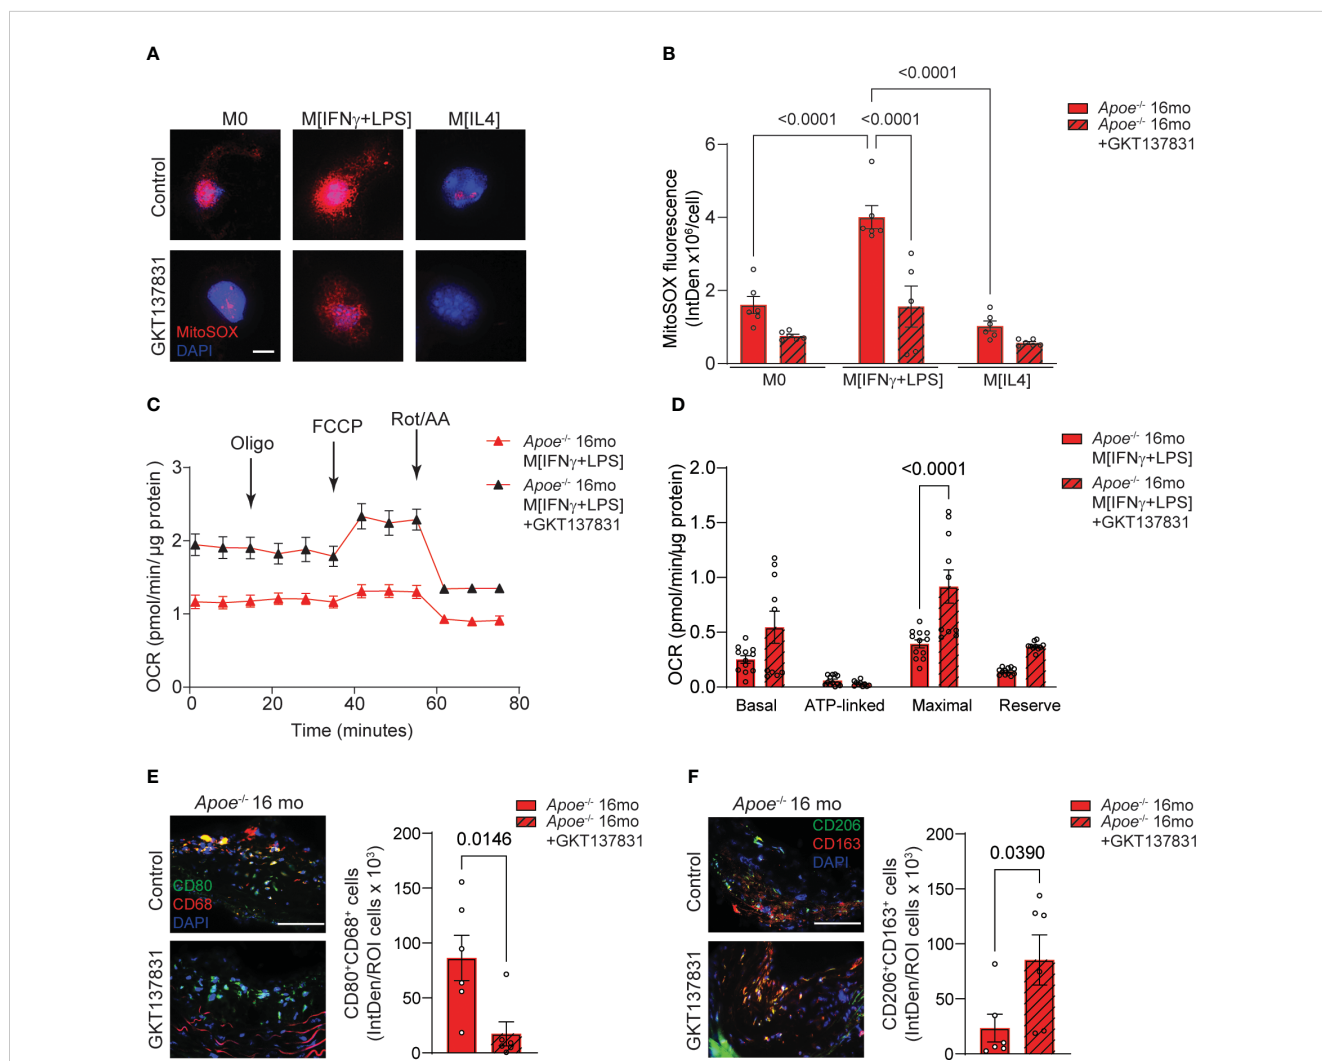 A
M0 M[IFNγ+LPS] M[IL4]
Control
GKT137831
MitoSOX
DAPI
B
<0.0001
<0.0001 <0.0001
Apoe-/- 16mo
Apoe-/- 16mo
+GKT137831
MitoSOX fluorescence
(IntDen x10⁶/cell)
6
4
2
0
M0 M[IFNγ+LPS] M[IL4]
C
Oligo
FCCP
Rot/AA
Apoe-/- 16mo
M[IFNγ+LPS]
Apoe-/- 16mo
M[IFNγ+LPS]
+GKT137831
OCR (pmol/min/ μg protein)
3
2
1
0
0 20 40 60 80
Time (minutes)
D
<0.0001
Apoe-/- 16mo
M[IFNγ+LPS]
Apoe-/- 16mo
M[IFNγ+LPS]
+GKT137831
OCR (pmol/min/μg protein)
2.0
1.5
1.0
0.5
0.0
Basal ATP-linked Maximal Reserve
E
Apoe-/- 16 mo
Control
GKT137831
CD80
CD68
DAPI
CD80⁺CD68⁺ cells
(IntDen/ROI cells x 10³)
200
150
100
50
0
0.0146
Apoe-/- 16mo
Apoe-/- 16mo
+GKT137831
F
Apoe-/- 16 mo
Control
GKT137831
CD206
CD163
DAPI
CD206⁺CD163⁺ cells
(IntDen/ROI cells x 10³)
200
150
100
50
0
0.0390
Apoe-/- 16mo
Apoe-/- 16mo
+GKT137831